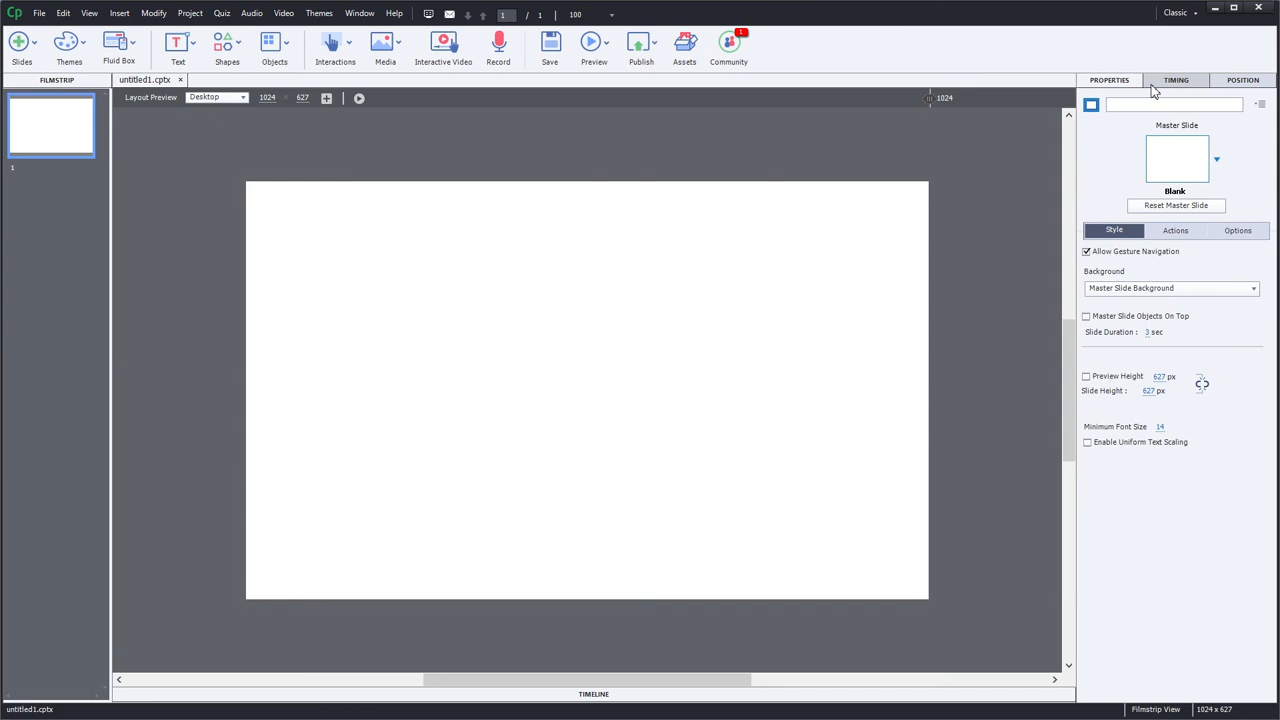 Cp File Edit View Insert Modify Project Quiz Audio Video Themes Window Help 1 / 1 100 Classic
Slides Themes Fluid Box Text Shapes Objects Interactions Media Interactive Video Record Save Preview Publish Assets Community 1
FILMSTRIP untitled1.cptx × PROPERTIES TIMING POSITION
Layout Preview Desktop 1024 × 627 1024
1
Master Slide
Blank
Reset Master Slide
Style Actions Options
Allow Gesture Navigation
Background
Master Slide Background
Master Slide Objects On Top
Slide Duration : 3 sec
Preview Height 627 px
Slide Height : 627 px
Minimum Font Size 14
Enable Uniform Text Scaling
TIMELINE
untitled1.cptx Filmstrip View 1024 x 627